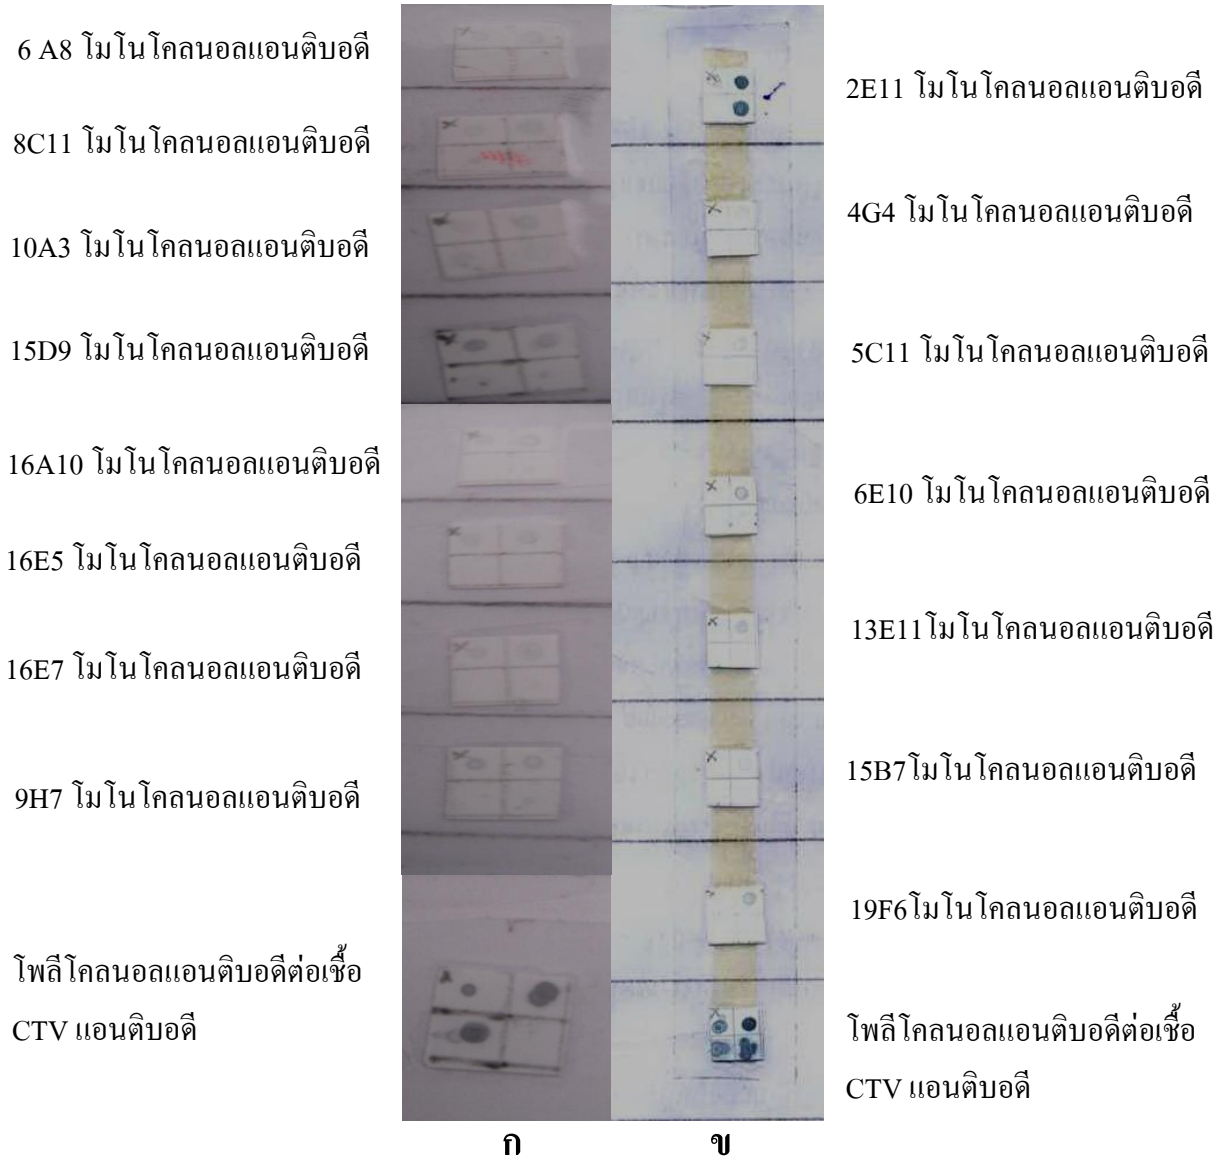 6 A8 โมโนโคลนอลแอนติบอดี
8C11 โมโนโคลนอลแอนติบอดี
10A3 โมโนโคลนอลแอนติบอดี
15D9 โมโนโคลนอลแอนติบอดี
16A10 โมโนโคลนอลแอนติบอดี
16E5 โมโนโคลนอลแอนติบอดี
16E7 โมโนโคลนอลแอนติบอดี
9H7 โมโนโคลนอลแอนติบอดี
โพลีโคลนอลแอนติบอดีต่อเชื้อ
CTV แอนติบอดี
2E11 โมโนโคลนอลแอนติบอดี
4G4 โมโนโคลนอลแอนติบอดี
5C11 โมโนโคลนอลแอนติบอดี
6E10 โมโนโคลนอลแอนติบอดี
13E11โมโนโคลนอลแอนติบอดี
15B7โมโนโคลนอลแอนติบอดี
19F6โมโนโคลนอลแอนติบอดี
โพลีโคลนอลแอนติบอดีต่อเชื้อ
CTV แอนติบอดี
ก
ข